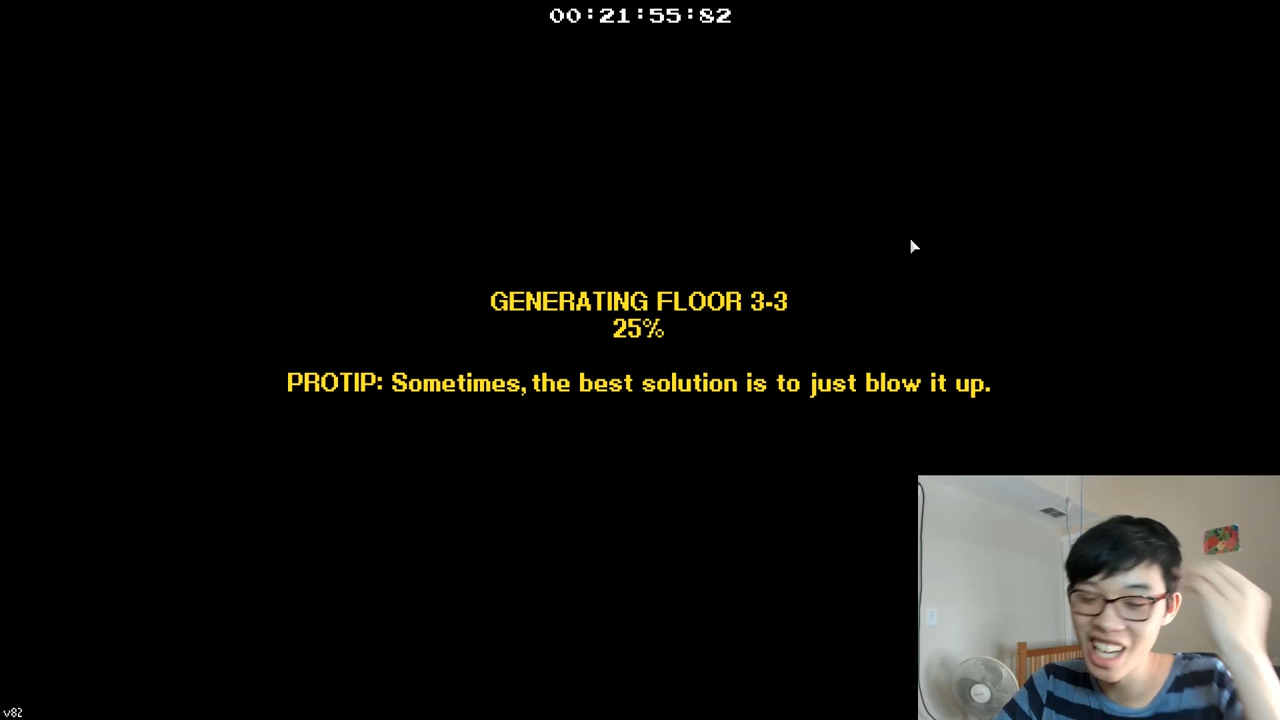 00:21:55:82
GENERATING FLOOR 3-3
25%
PROTIP: Sometimes, the best solution is to just blow it up.
v82